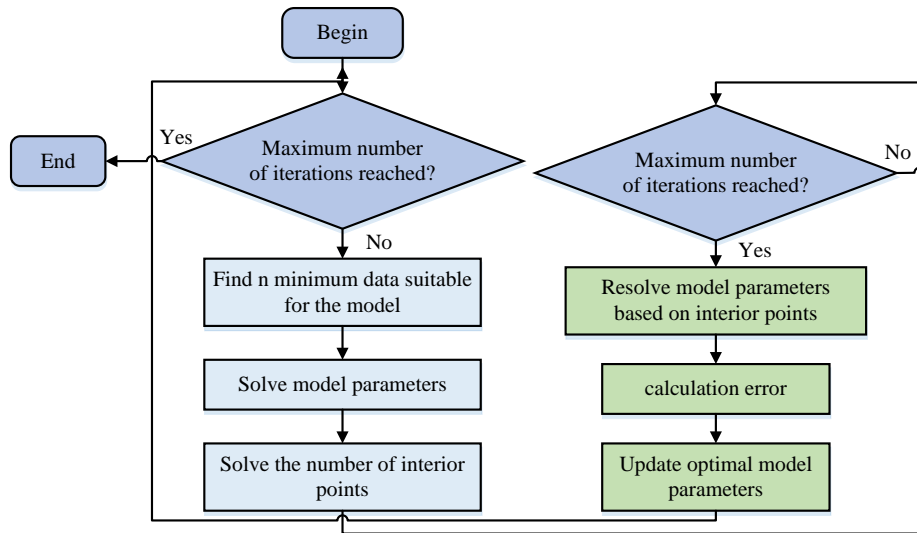 Begin
Yes
End
Maximum number
of iterations reached?
No
Find n minimum data suitable
for the model
Solve model parameters
Solve the number of interior
points
Maximum number
of iterations reached?
No
Yes
Resolve model parameters
based on interior points
calculation error
Update optimal model
parameters